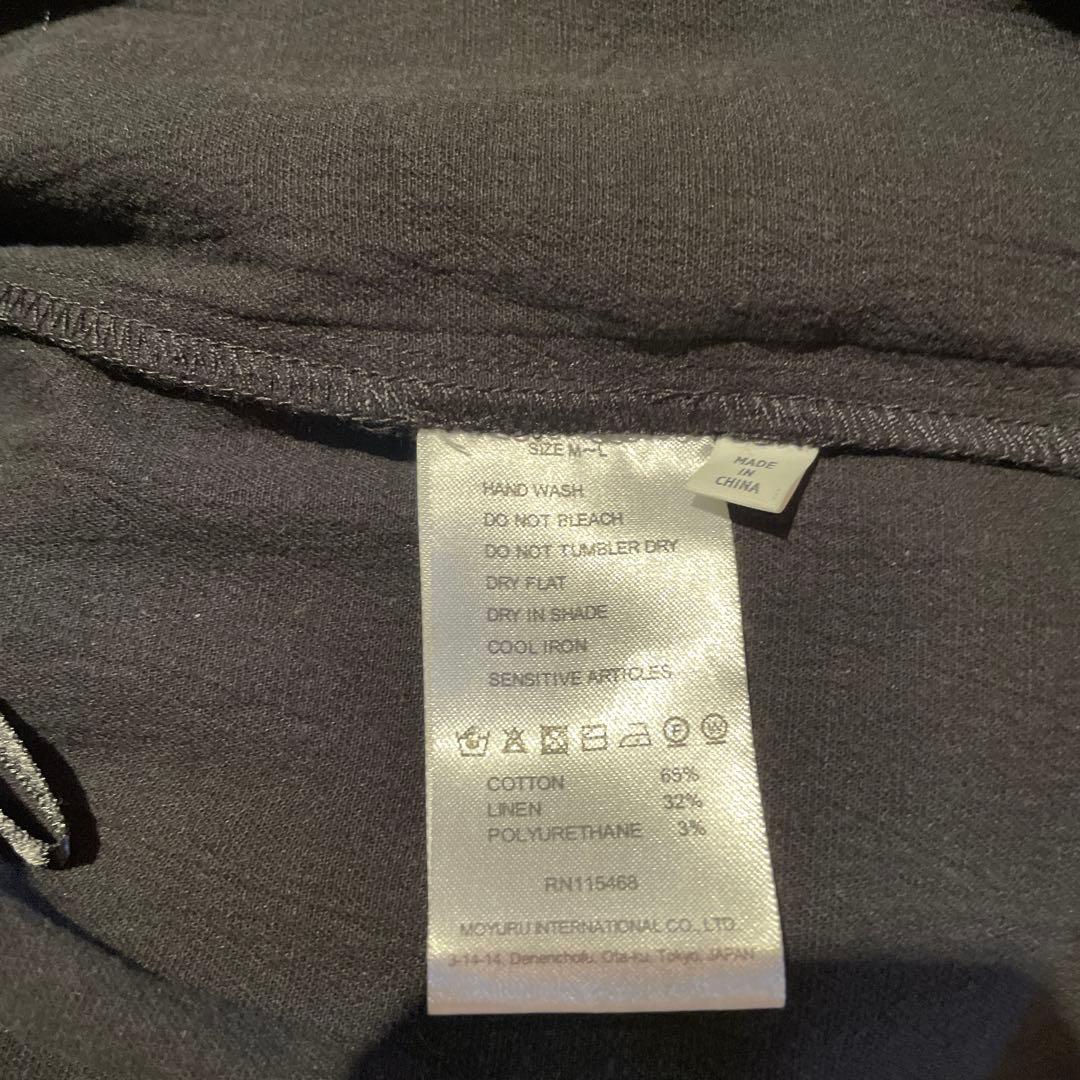 SIZE M~L
MADE
IN
CHINA
HAND WASH
DO NOT BLEACH
DO NOT TUMBLER DRY
DRY FLAT
DRY IN SHADE
COOL IRON
SENSITIVE ARTICLES
F W
COTTON 65%
LINEN 32%
POLYURETHANE 3%
RN115468
MOYURU INTERNATIONAL CO., LTD.
3-14-14, Denenchofu, Ota-ku, Tokyo, JAPAN